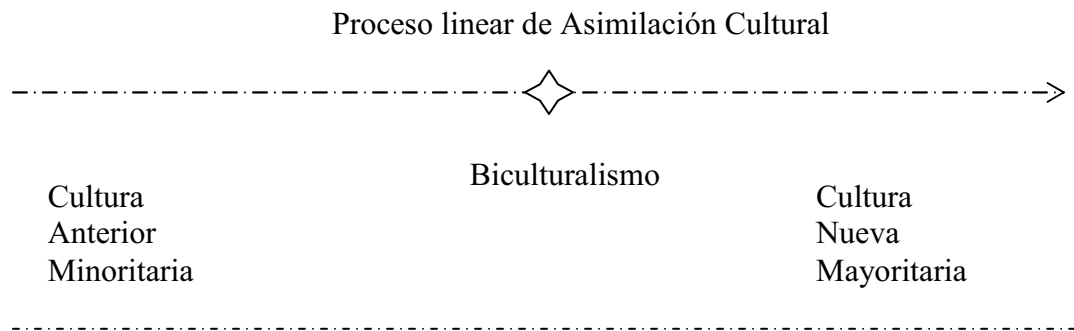 Proceso linear de Asimilación Cultural
Biculturalismo
Cultura
Anterior
Minoritaria
Cultura
Nueva
Mayoritaria